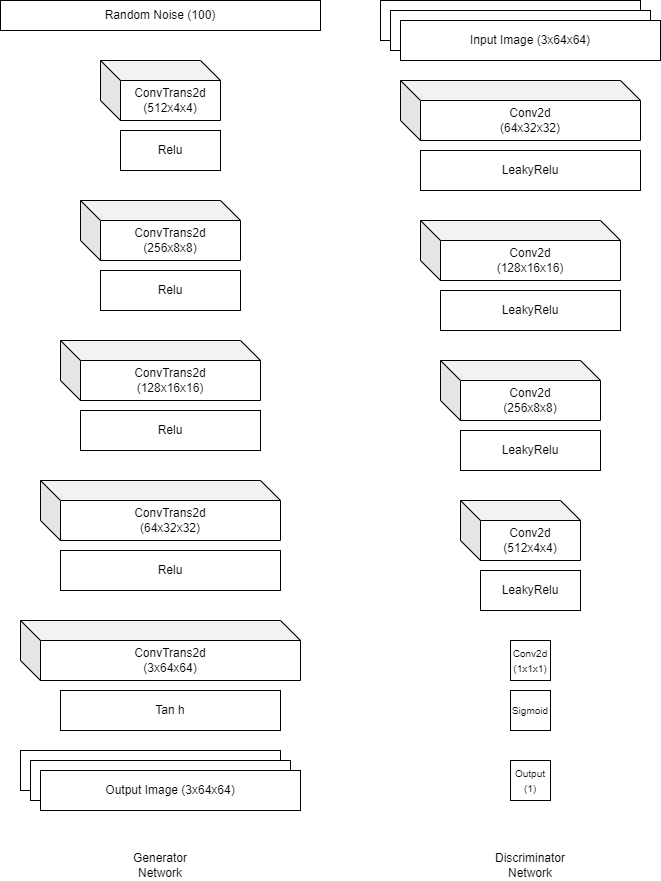 Random Noise (100)
ConvTrans2d
(512x4x4)
Relu
ConvTrans2d
(256x8x8)
Relu
ConvTrans2d
(128x16x16)
Relu
ConvTrans2d
(64x32x32)
Relu
ConvTrans2d
(3x64x64)
Tan h
Output Image (3x64x64)
Generator
Network
Input Image (3x64x64)
Conv2d
(64x32x32)
LeakyRelu
Conv2d
(128x16x16)
LeakyRelu
Conv2d
(256x8x8)
LeakyRelu
Conv2d
(512x4x4)
LeakyRelu
Conv2d
(1x1x1)
Sigmoid
Output
(1)
Discriminator
Network